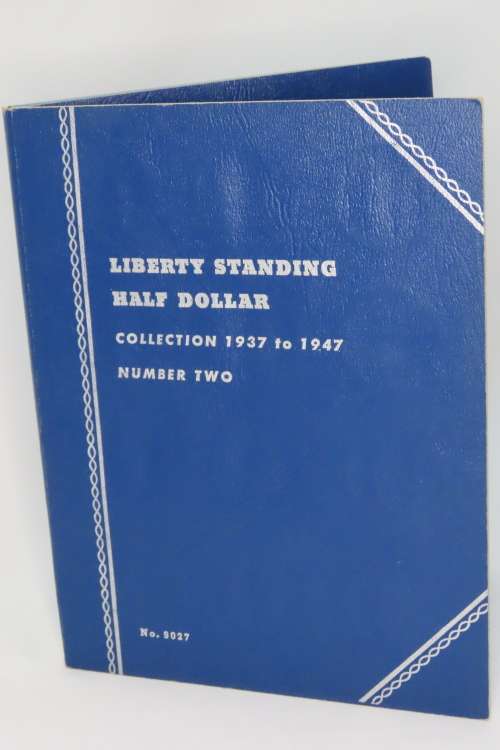 LIBERTY STANDING
HALF DOLLAR
COLLECTION 1937 to 1947
NUMBER TWO
No. 9027